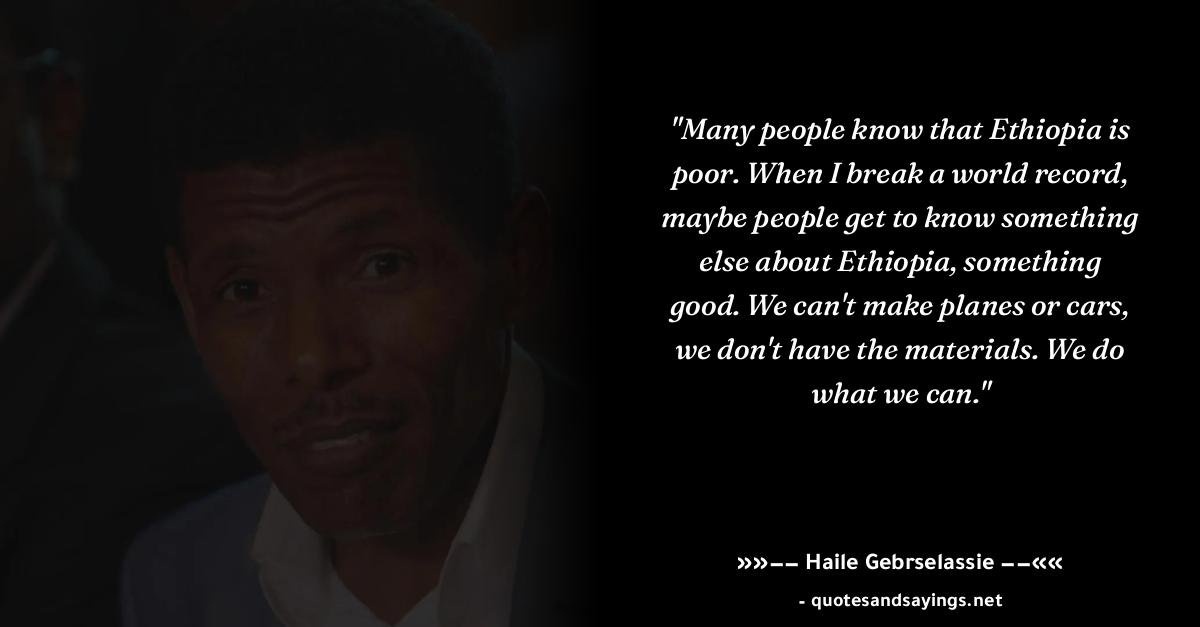 "Many people know that Ethiopia is
poor. When I break a world record,
maybe people get to know something
else about Ethiopia, something
good. We can't make planes or cars,
we don't have the materials. We do
what we can."
»»−− Haile Gebrselassie −−««
- quotesandsayings.net